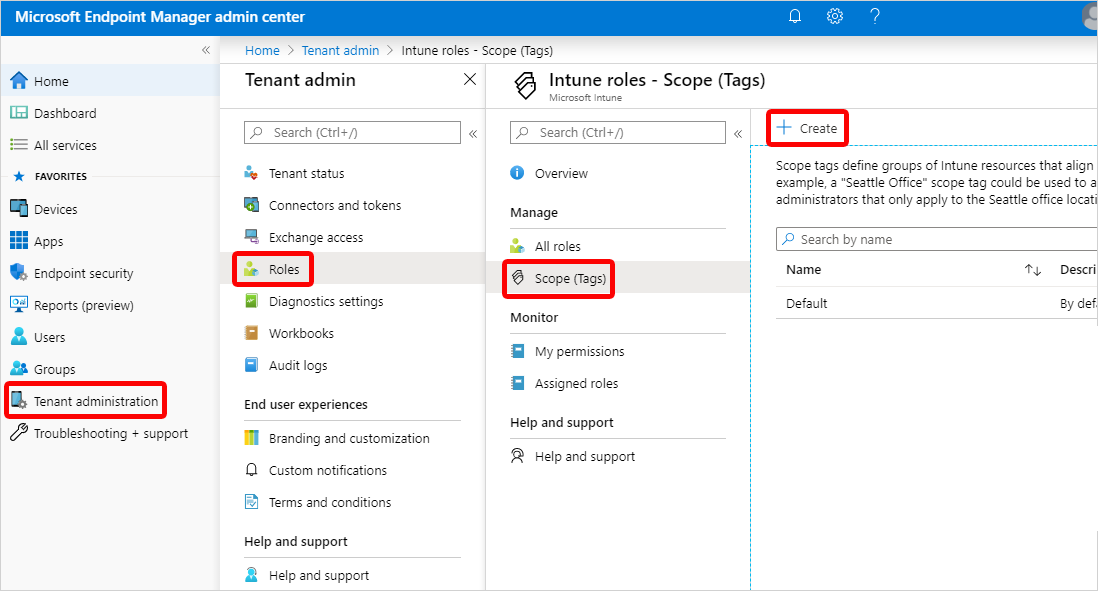 Microsoft Endpoint Manager admin center
Home
Dashboard
All services
FAVORITES
Devices
Apps
Endpoint security
Reports (preview)
Users
Groups
Tenant administration
Troubleshooting + support
Home > Tenant admin > Intune roles - Scope (Tags)
Tenant admin
Search (Ctrl+/)
Tenant status
Connectors and tokens
Exchange access
Roles
Diagnostics settings
Workbooks
Audit logs
End user experiences
Branding and customization
Custom notifications
Terms and conditions
Help and support
Help and support
Intune roles - Scope (Tags)
Microsoft Intune
Search (Ctrl+/)
Overview
Manage
All roles
Scope (Tags)
Monitor
My permissions
Assigned roles
Help and support
Help and support
+ Create
Scope tags define groups of Intune resources that align
example, a "Seattle Office" scope tag could be used to a
administrators that only apply to the Seattle office locati
Search by name
Name ↑↓ Descri
Default By defa